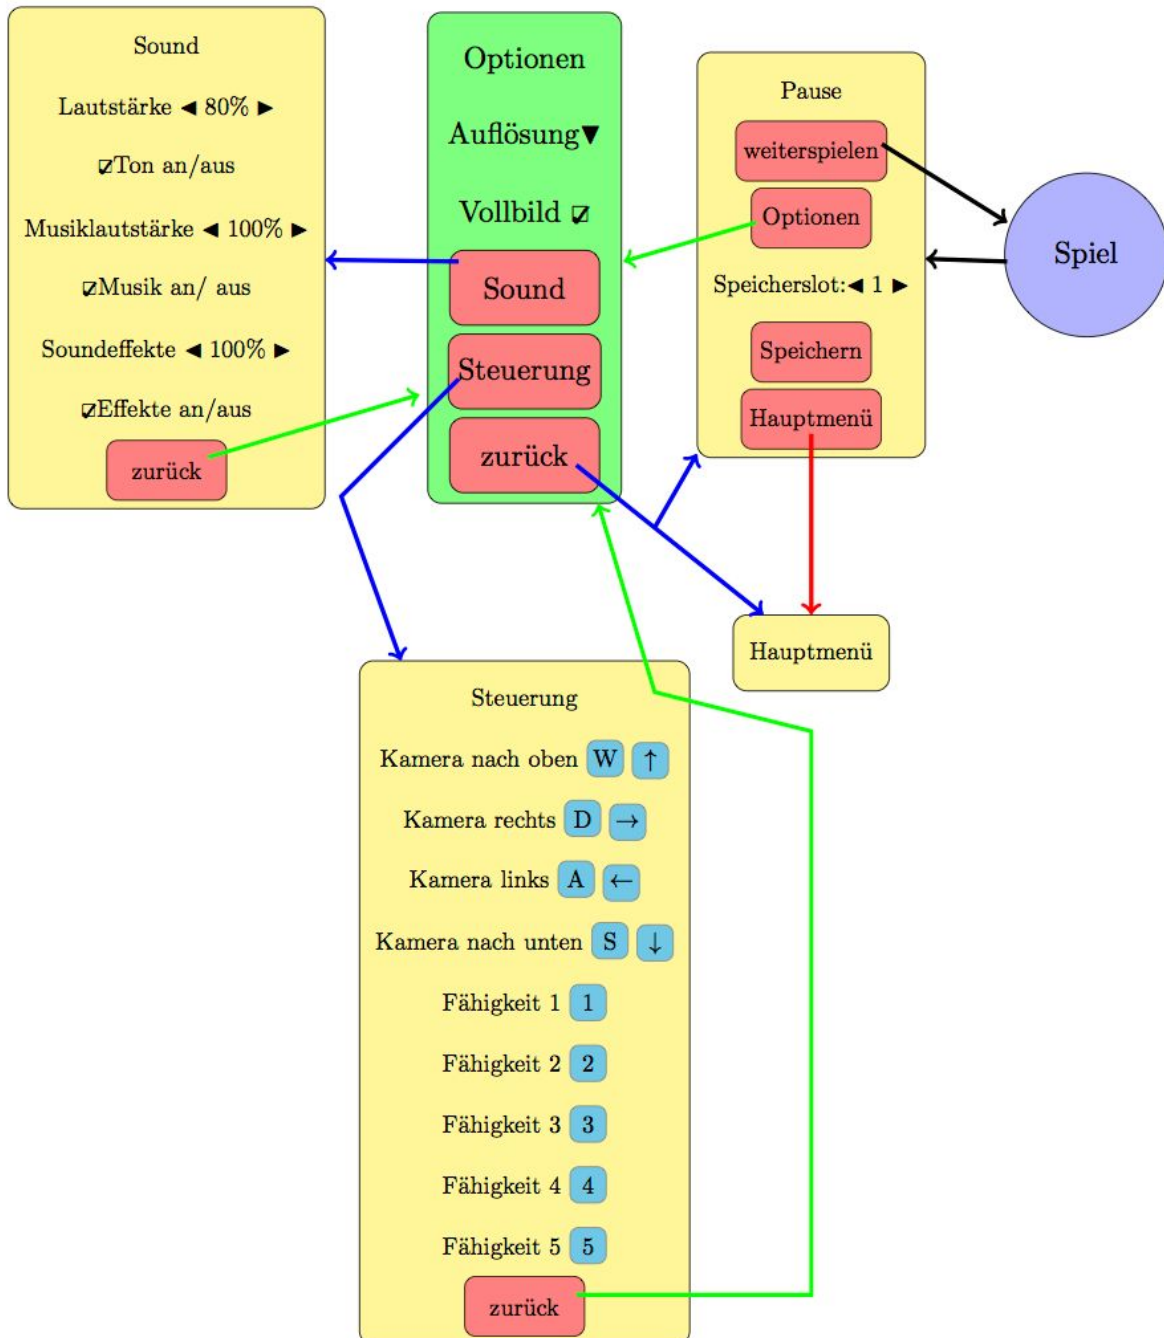 Sound
Lautstärke ◄ 80% ►
☑Ton an/aus
Musiklautstärke ◄ 100% ►
☑Musik an/ aus
Soundeffekte ◄ 100% ►
☑Effekte an/aus
zurück
Optionen
Auflösung▼
Vollbild ☑
Sound
Steuerung
zurück
Pause
weiterspielen
Optionen
Speicherslot:◄ 1 ►
Speichern
Hauptmenü
Spiel
Hauptmenü
Steuerung
Kamera nach oben W ↑
Kamera rechts D →
Kamera links A ←
Kamera nach unten S ↓
Fähigkeit 1 1
Fähigkeit 2 2
Fähigkeit 3 3
Fähigkeit 4 4
Fähigkeit 5 5
zurück